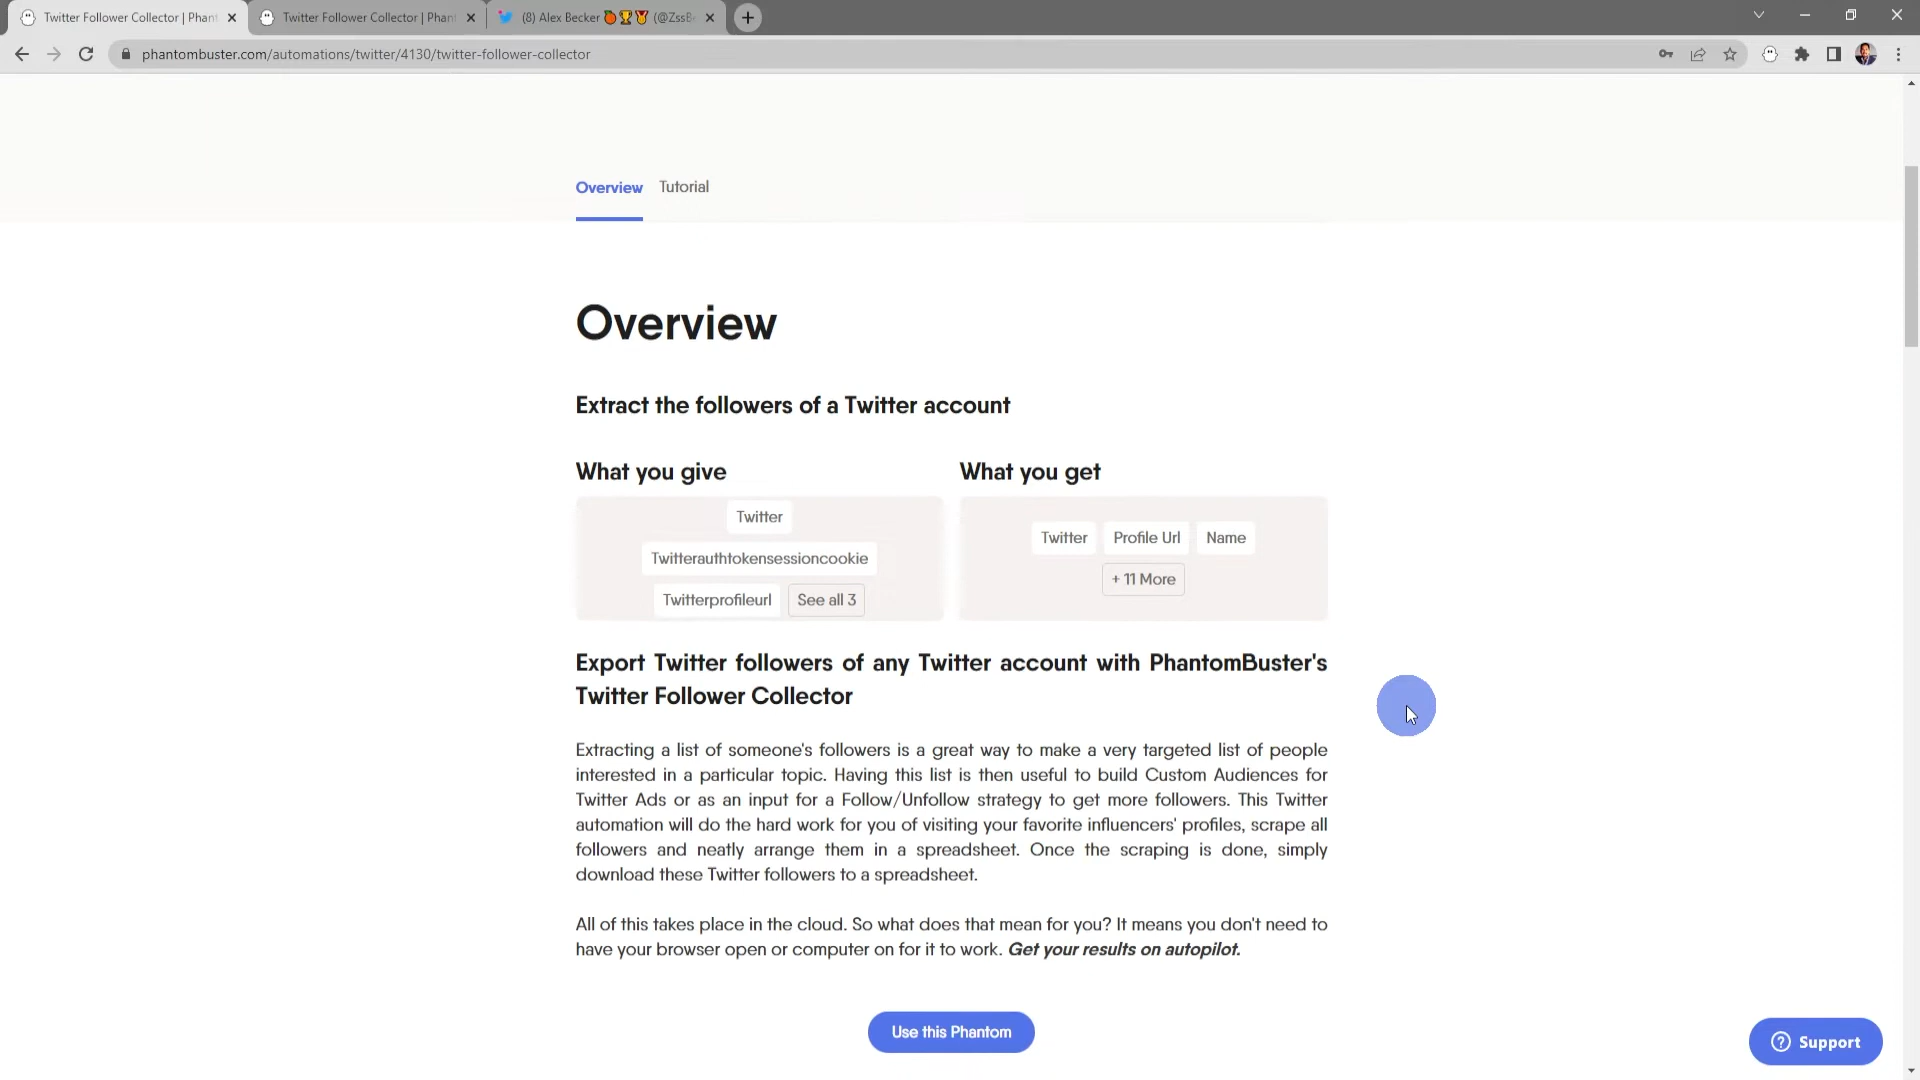 Twitter Follower Collector | Phant
Twitter Follower Collector | Phant
(8) Alex Becker 🍊🏆🏅 (@ZssBe
phantombuster.com/automations/twitter/4130/twitter-follower-collector
Overview Tutorial
Overview
Extract the followers of a Twitter account
What you give
Twitter
Twitterauthtokensessioncookie
Twitterprofileurl See all 3
What you get
Twitter Profile Url Name
+ 11 More
Export Twitter followers of any Twitter account with PhantomBuster's
Twitter Follower Collector
Extracting a list of someone's followers is a great way to make a very targeted list of people
interested in a particular topic. Having this list is then useful to build Custom Audiences for
Twitter Ads or as an input for a Follow/Unfollow strategy to get more followers. This Twitter
automation will do the hard work for you of visiting your favorite influencers' profiles, scrape all
followers and neatly arrange them in a spreadsheet. Once the scraping is done, simply
download these Twitter followers to a spreadsheet.
All of this takes place in the cloud. So what does that mean for you? It means you don't need to
have your browser open or computer on for it to work. Get your results on autopilot.
Use this Phantom
Support